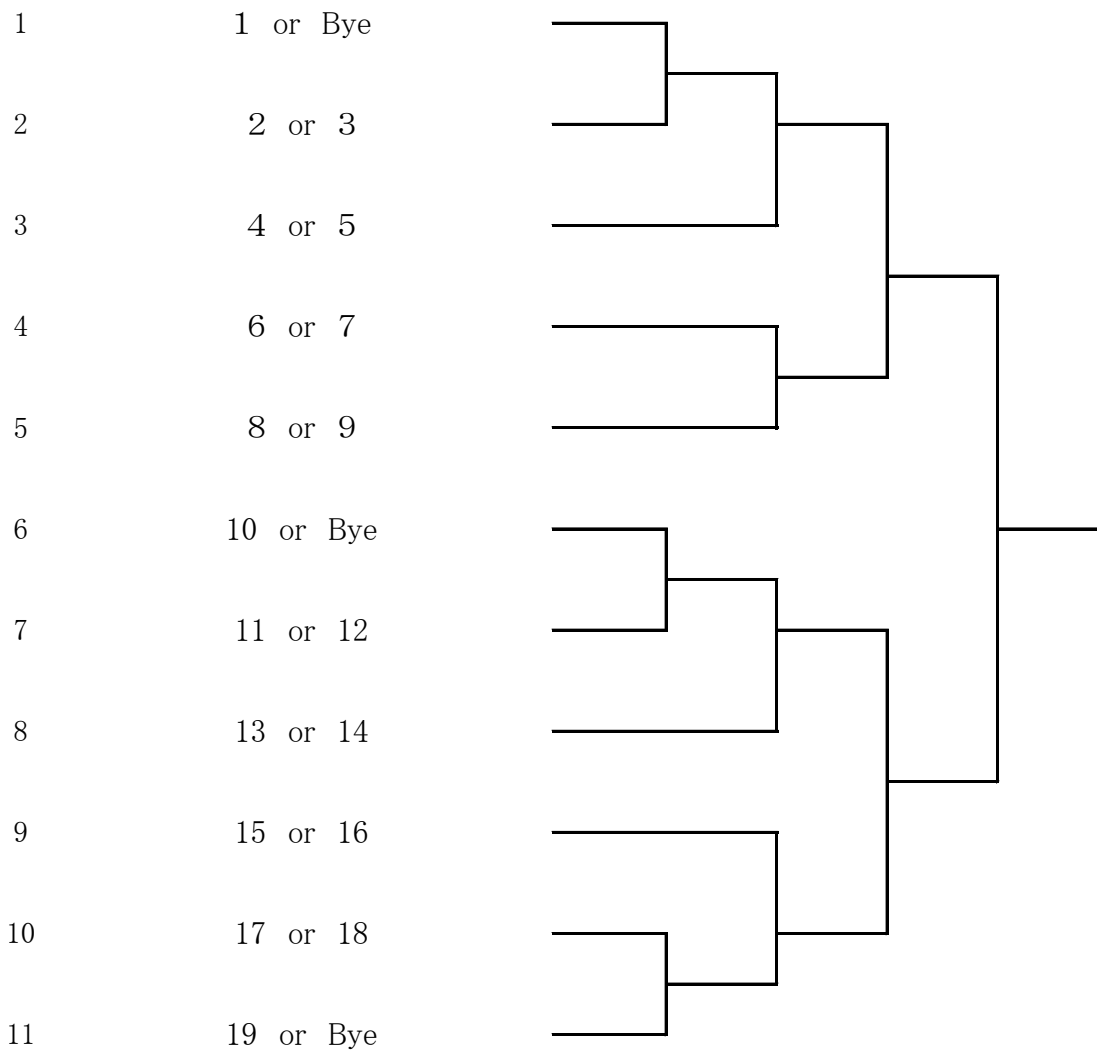 1 1 or Bye
2 2 or 3
3 4 or 5
4 6 or 7
5 8 or 9
6 10 or Bye
7 11 or 12
8 13 or 14
9 15 or 16
10 17 or 18
11 19 or Bye